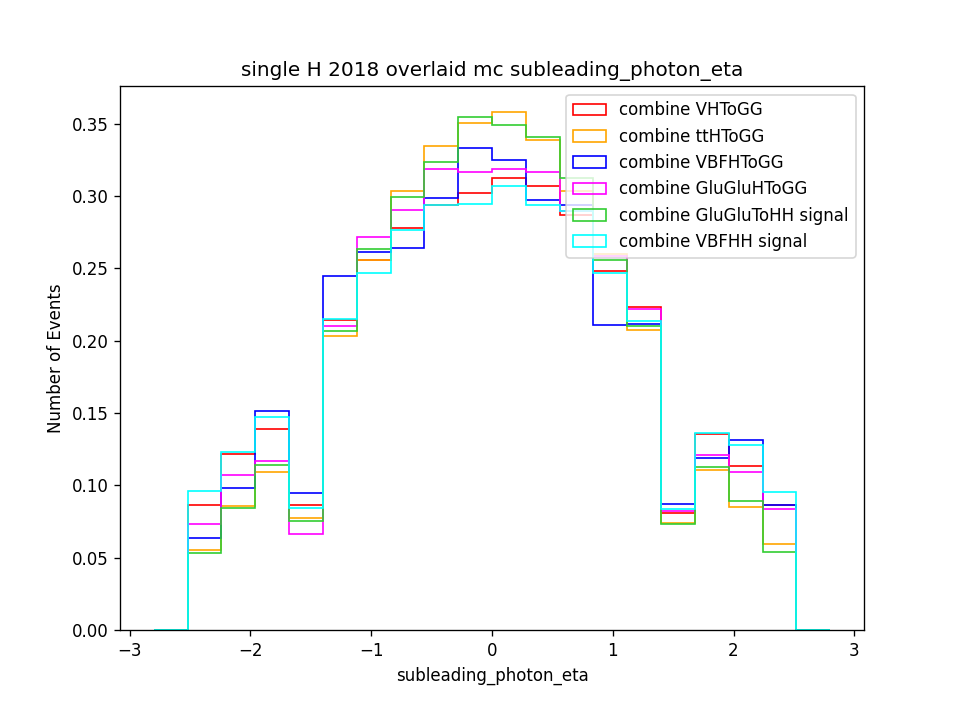 single H 2018 overlaid mc subleading_photon_eta
Number of Events
0.35
0.30
0.25
0.20
0.15
0.10
0.05
0.00
−3
−2
−1
0
1
2
3
subleading_photon_eta
combine VHToGG
combine ttHToGG
combine VBFHToGG
combine GluGluHToGG
combine GluGluToHH signal
combine VBFHH signal